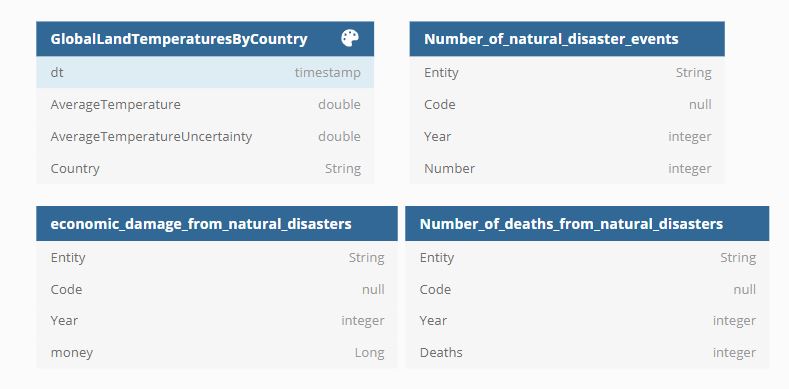 GlobalLandTemperaturesByCountry
dt timestamp
AverageTemperature double
AverageTemperatureUncertainty double
Country String
Number_of_natural_disaster_events
Entity String
Code null
Year integer
Number integer
economic_damage_from_natural_disasters
Entity String
Code null
Year integer
money Long
Number_of_deaths_from_natural_disasters
Entity String
Code null
Year integer
Deaths integer